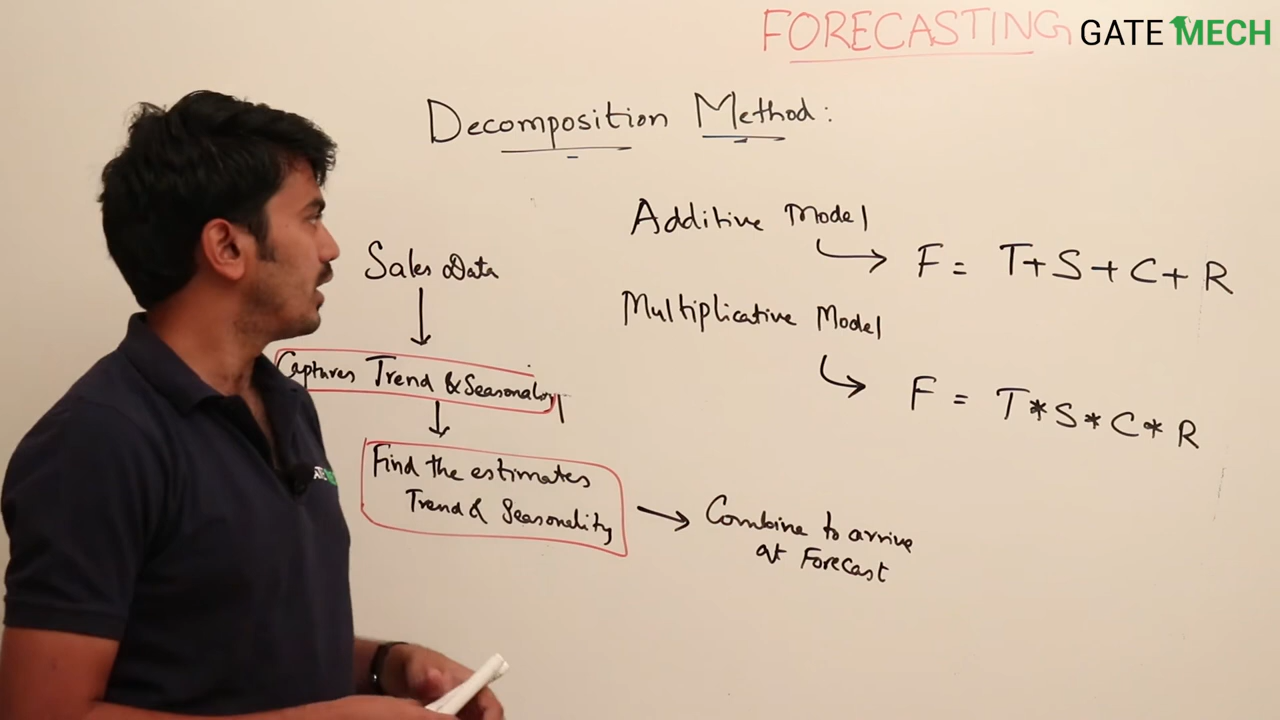 FORECASTING
GATE MECH
Decomposition Method:
Additive Model
F = T+S+C+R
Multiplicative Model
F = T*S*C*R
Sales Data
Captures Trend & Seasonality
Find the estimates
Trend & Seasonality
Combine to arrive
at Forecast